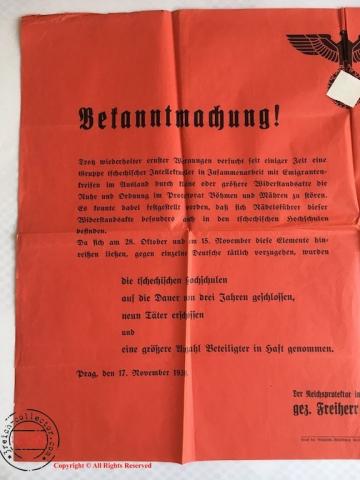 Bekanntmachung!
Trotz wiederholter ernster Warnungen versucht seit einiger Zeit eine
Gruppe tschechischer Intellektueller in Zusammenarbeit mit Emigranten-
kreisen im Ausland durch kleine oder größere Widerstandsakte die
Ruhe und Ordnung im Protektorat Böhmen und Mähren zu stören.
Es konnte dabei festgestellt werden, daß sich Rädelsführer dieser
Widerstandsakte besonders auch in den tschechischen Hochschulen
befinden.
Da sich am 28. Oktober und am 15. November diese Elemente hin-
reißen ließen, gegen einzelne Deutsche tätlich vorzugehen, wurden
die tschechischen Hochschulen
auf die Dauer von drei Jahren geschlossen,
neun Täter erschossen
und
eine größere Anzahl Beteiligter in Haft genommen.
Prag, den 17. November 1939.
Der Reichsprotektor in
gez. Freiherr
3reich-collector.com
Copyright © All Rights Reserved